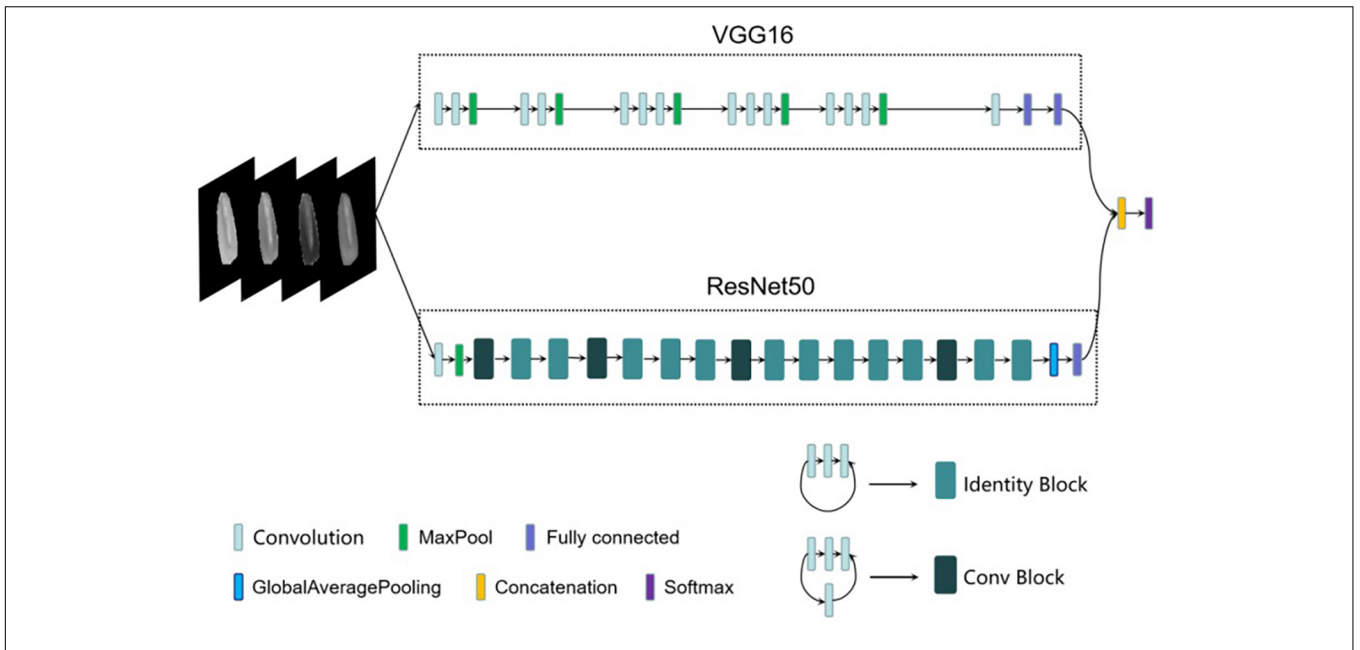 VGG16
ResNet50
Identity Block
Convolution
MaxPool
Fully connected
Conv Block
GlobalAveragePooling
Concatenation
Softmax